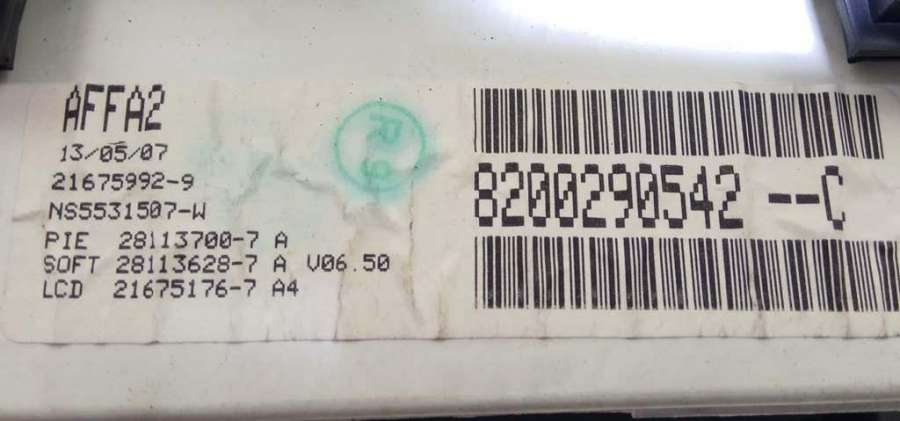 AFFA2
13/05/07
21675992-9
NS5531507-W
PIE 28113700-7 A
SOFT 28113628-7 A V06.50
LCD 21675176-7 A4
R9
8200290542 --C